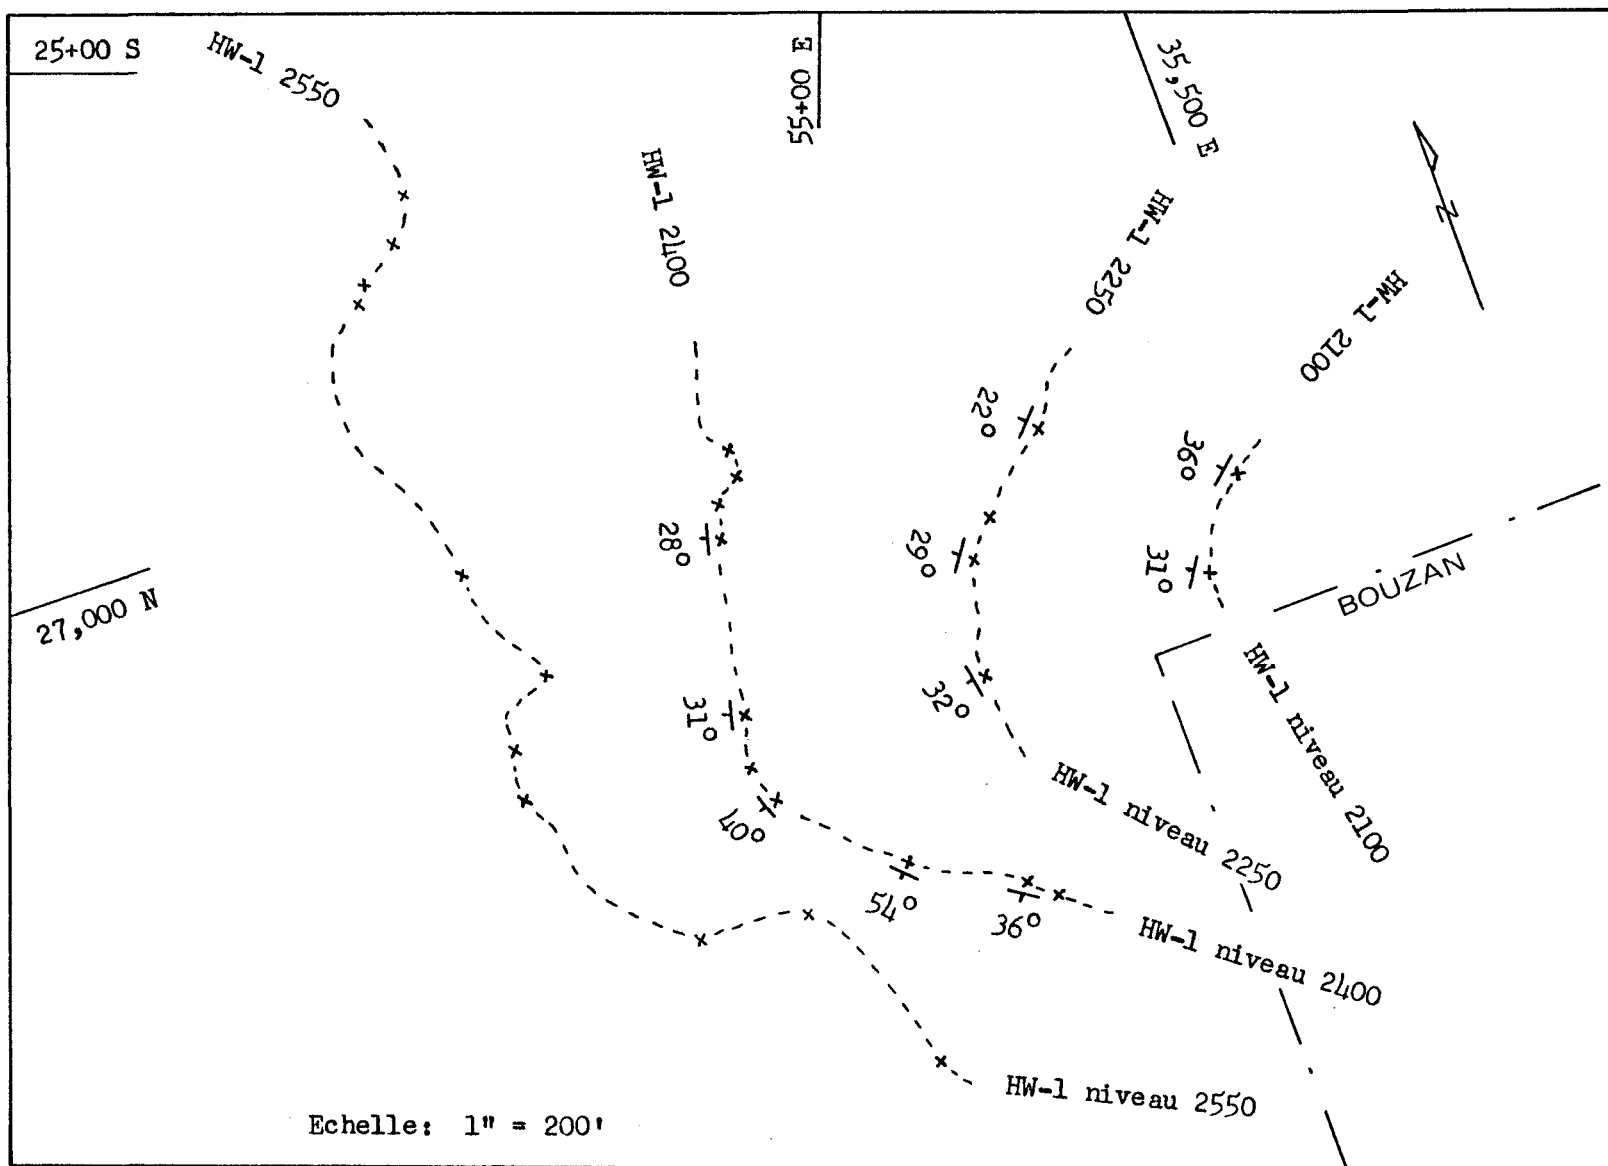 25+00 S
HW-1 2550
55+00 E
35,500 E
HW-1 2400
HW-1 2250
N
HW-1 2100
22°
36°
28°
29°
31°
BOUZAN
27,000 N
31°
32°
HW-1 niveau 2100
40°
HW-1 niveau 2250
54°
36°
HW-1 niveau 2400
HW-1 niveau 2550
Echelle: 1" = 200'